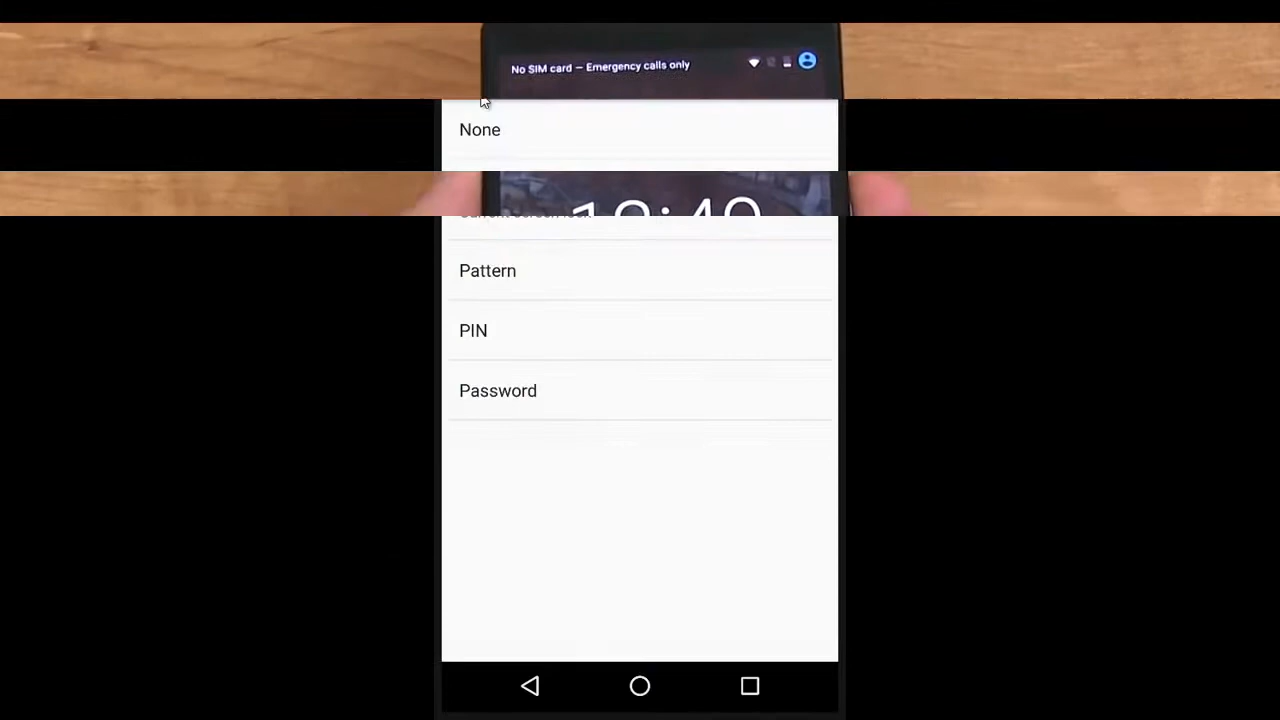 No SIM card – Emergency calls only
None
Pattern
PIN
Password